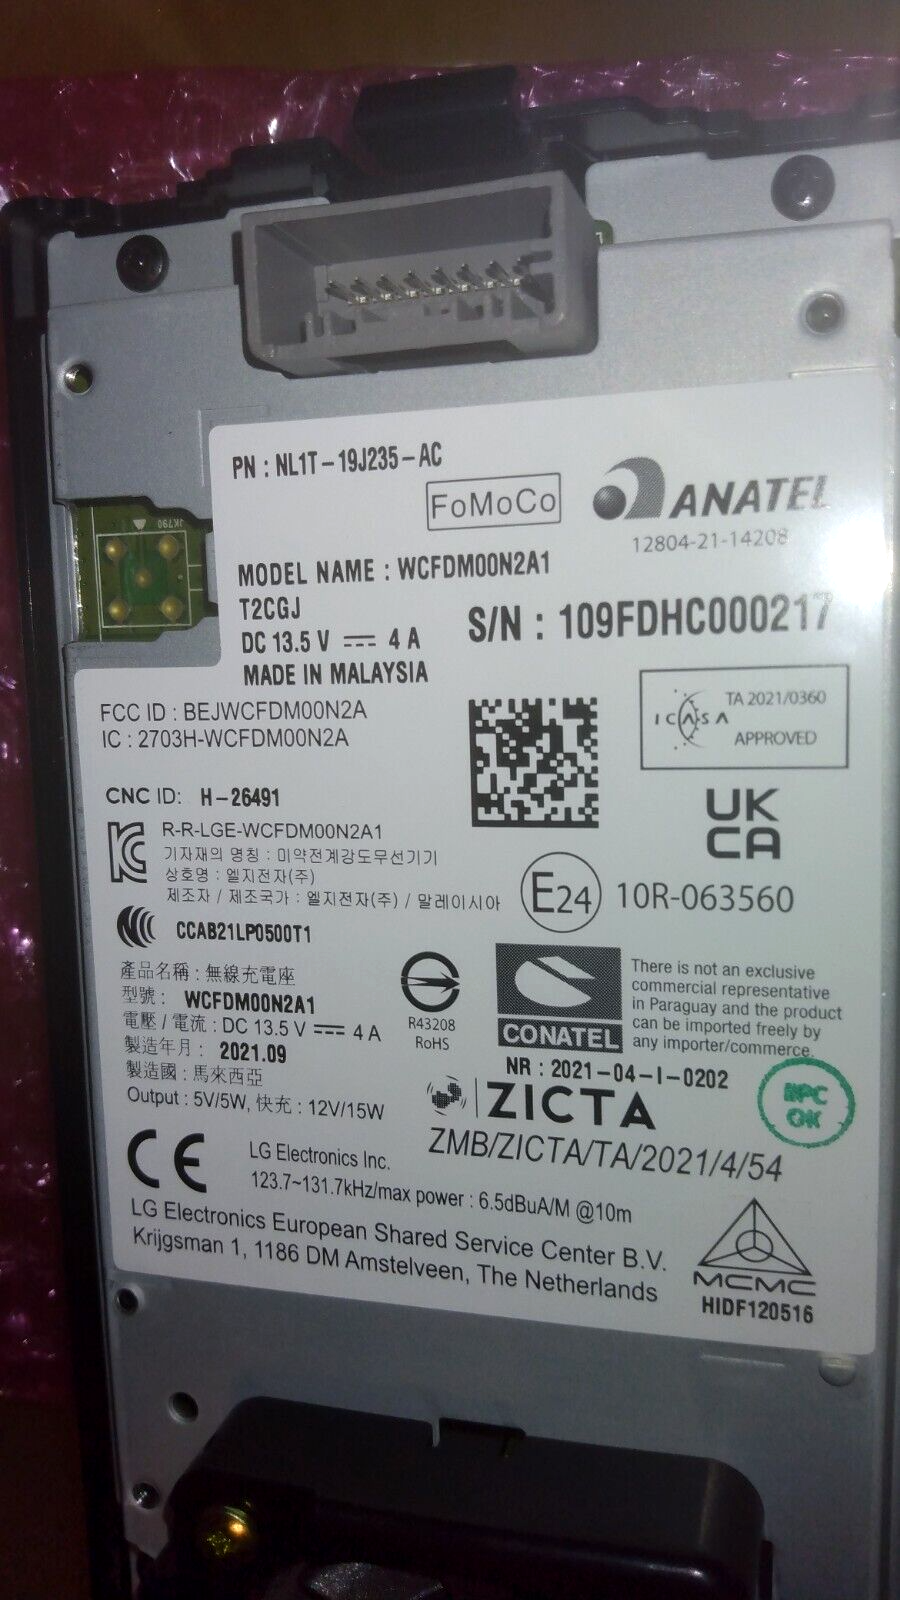 JK790
PN : NL1T-19J235-AC
FoMoCo
ANATEL
12804-21-14208
MODEL NAME : WCFDM00N2A1
T2CGJ
S/N : 109FDHC000217
DC 13.5 V ⎓ 4 A
MADE IN MALAYSIA
FCC ID : BEJWCFDM00N2A
IC : 2703H-WCFDM00N2A
ICASA
TA 2021/0360
APPROVED
CNC ID: H-26491
UK
CA
R-R-LGE-WCFDM00N2A1
기자재의 명칭 : 미약전계강도무선기기
상호명 : 엘지전자(주)
제조자 / 제조국가 : 엘지전자(주) / 말레이시아
E24
10R-063560
CCAB21LP0500T1
產品名稱 : 無線充電座
型號 : WCFDM00N2A1
電壓 / 電流 : DC 13.5 V ⎓ 4 A
製造年月 : 2021.09
製造國 : 馬來西亞
Output : 5V/5W, 快充 : 12V/15W
R43208
RoHS
CONATEL
There is not an exclusive
commercial representative
in Paraguay and the product
can be imported freely by
any importer/commerce.
NR : 2021-04-I-0202
ZICTA
ZMB/ZICTA/TA/2021/4/54
OK
CE
LG Electronics Inc.
123.7~131.7kHz/max power : 6.5dBuA/M @10m
LG Electronics European Shared Service Center B.V.
Krijgsman 1, 1186 DM Amstelveen, The Netherlands
MCMC
HIDF120516